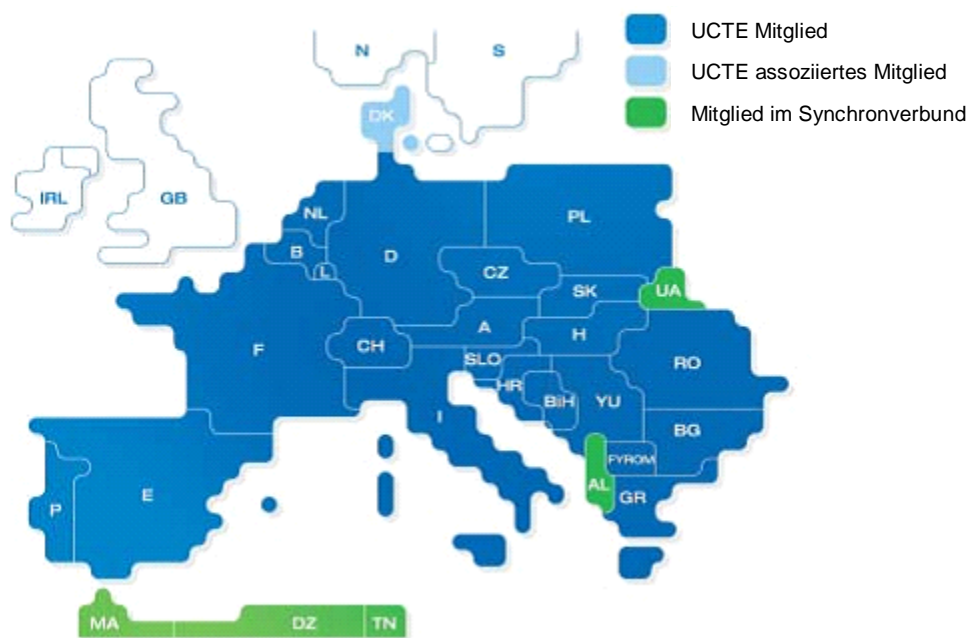 N
S
UCTE Mitglied
UCTE assoziiertes Mitglied
Mitglied im Synchronverbund
DK
IRL
GB
NL
B
L
D
PL
CZ
SK
UA
F
CH
A
H
SLO
HR
BiH
YU
RO
I
BG
FYROM
AL
GR
P
E
MA
DZ
TN